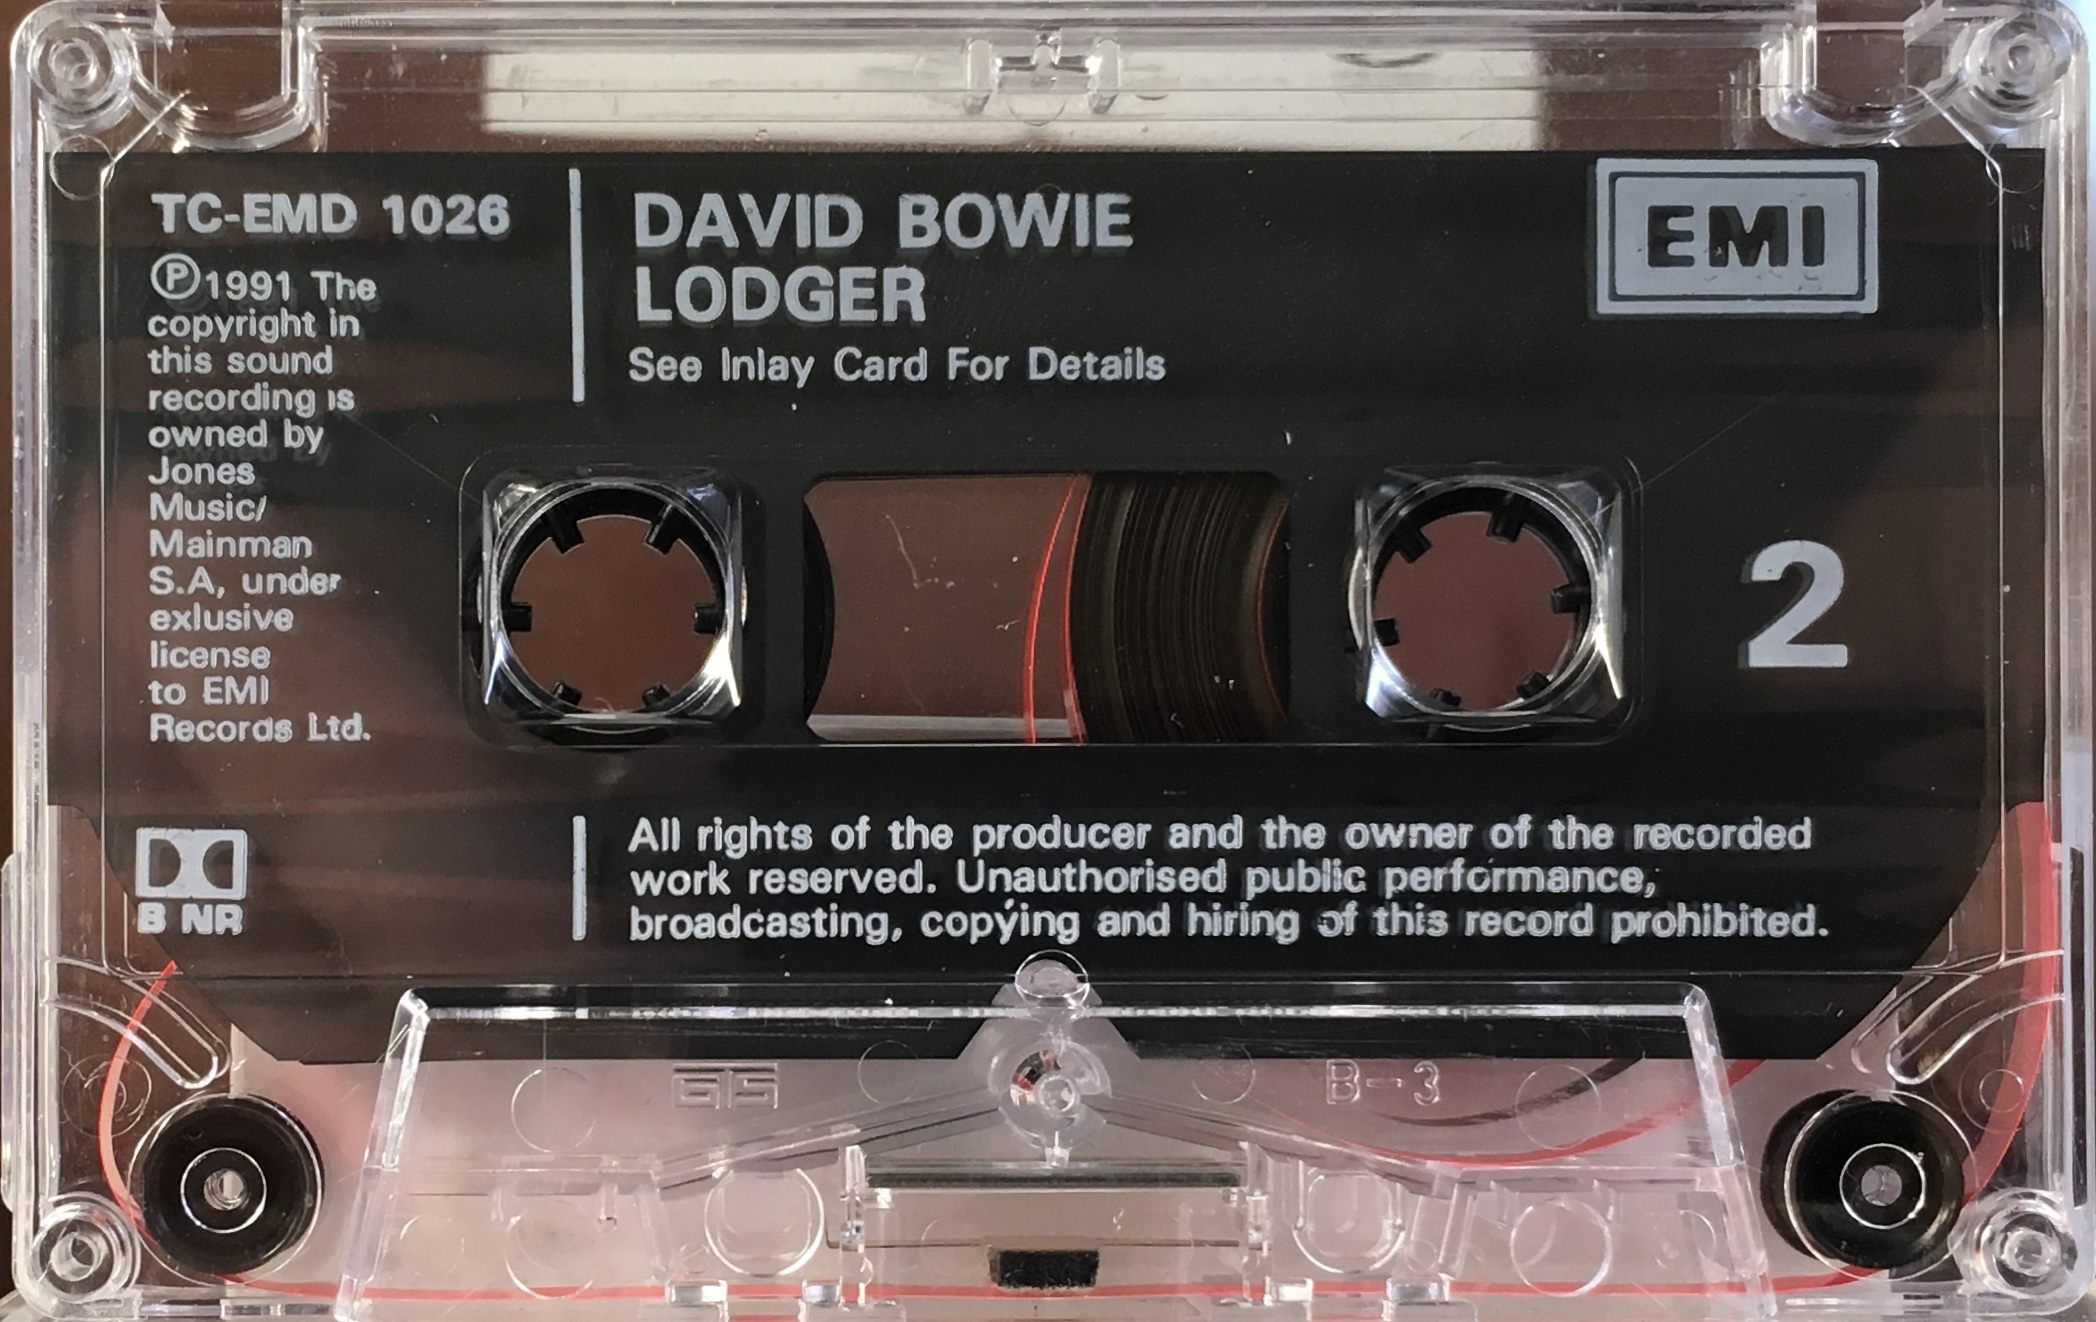 TC-EMD 1026
℗1991 The
copyright in
this sound
recording is
owned by
Jones
Music/
Mainman
S.A, under
exlusive
license
to EMI
Records Ltd.
DAVID BOWIE
LODGER
See Inlay Card For Details
EMI
2
B NR
All rights of the producer and the owner of the recorded
work reserved. Unauthorised public performance,
broadcasting, copying and hiring of this record prohibited.
GTS
B-3